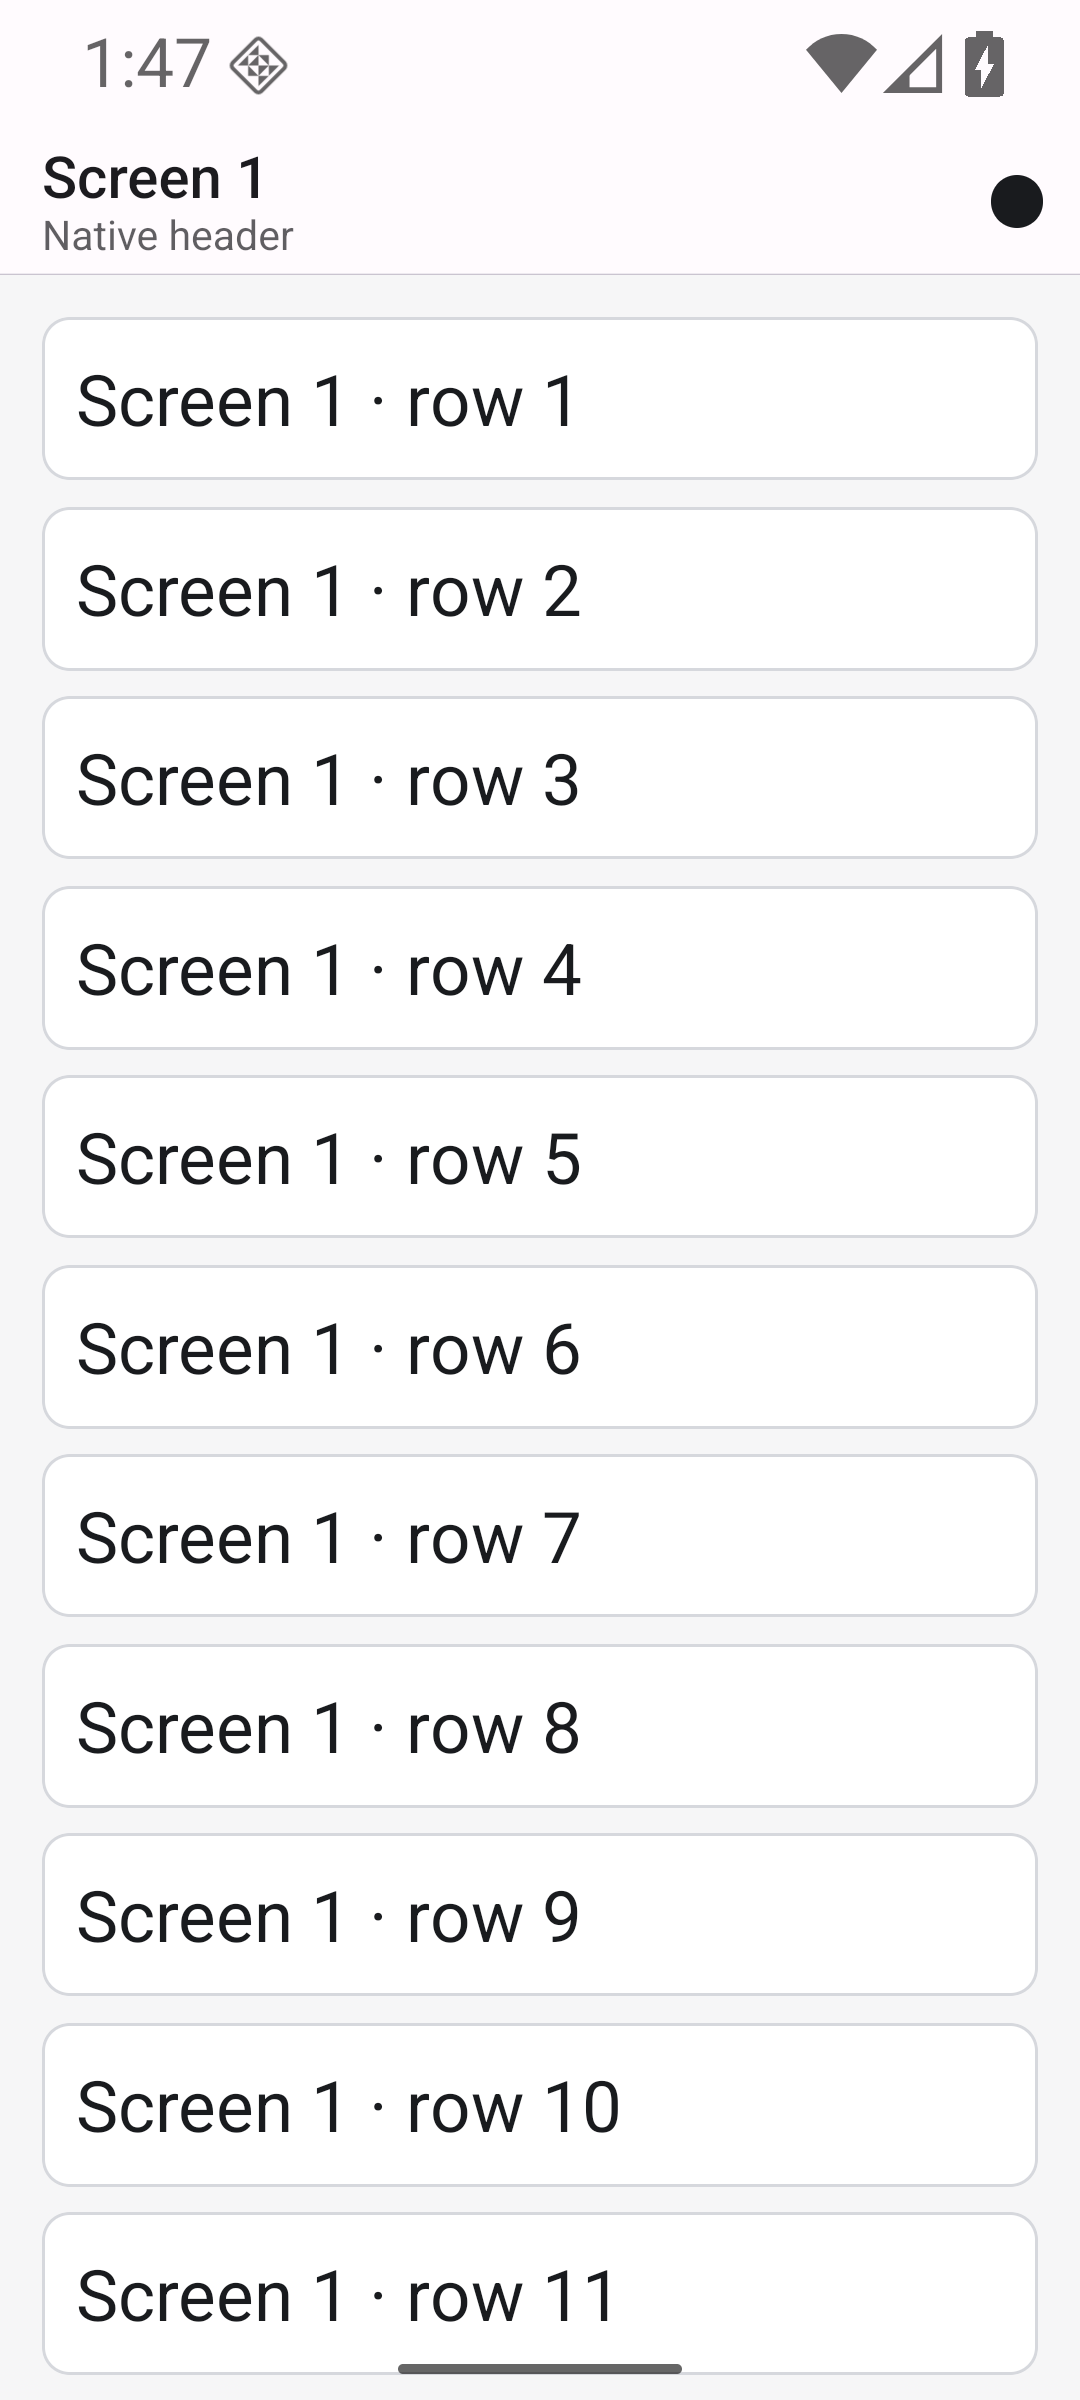 1:47
Screen 1
Native header
Screen 1 · row 1
Screen 1 · row 2
Screen 1 · row 3
Screen 1 · row 4
Screen 1 · row 5
Screen 1 · row 6
Screen 1 · row 7
Screen 1 · row 8
Screen 1 · row 9
Screen 1 · row 10
Screen 1 · row 11